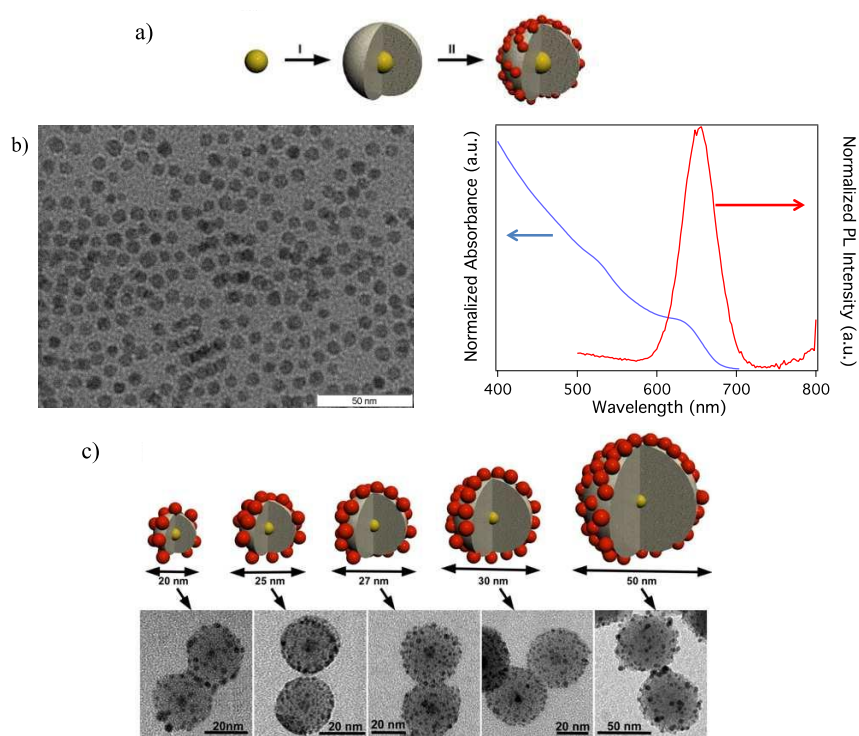 a)
I
II
b)
50 nm
Normalized Absorbance (a.u.)
Normalized PL Intensity (a.u.)
400
500
600
700
800
Wavelength (nm)
c)
20 nm
25 nm
27 nm
30 nm
50 nm
20nm
20 nm
20 nm
20 nm
50 nm